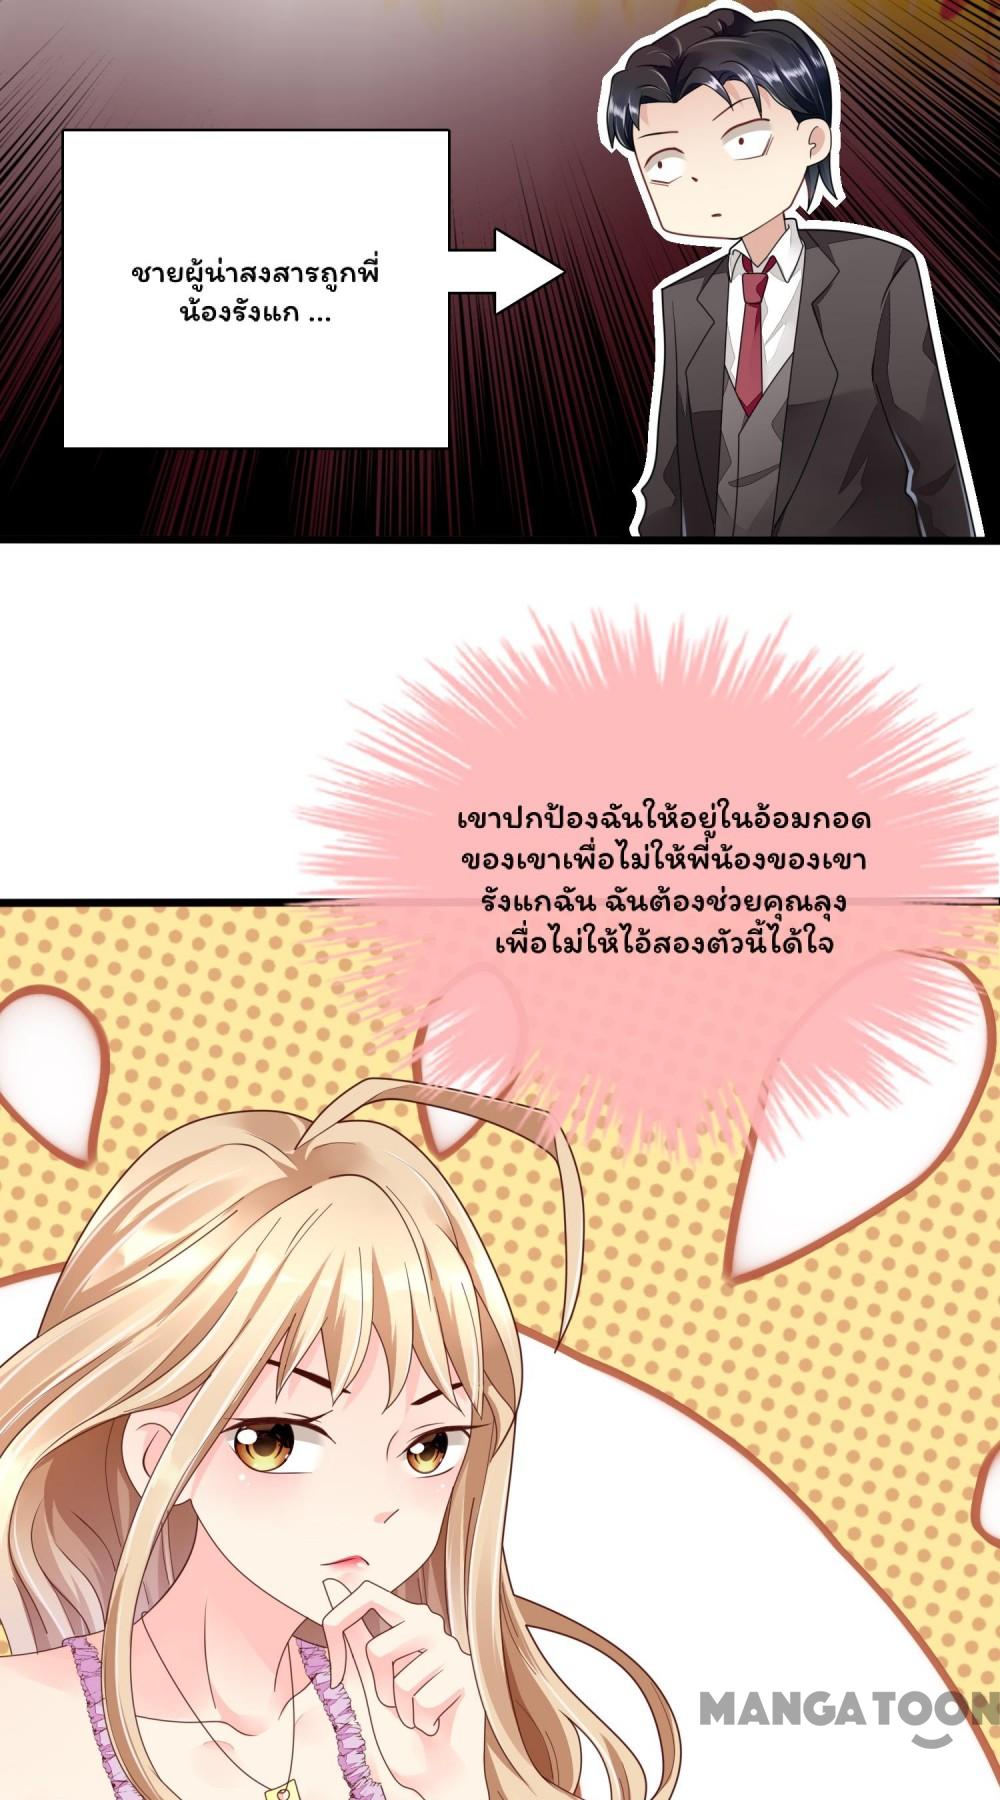 ชายผู้น่าสงสารถูกพี่
น้องรังแก ...
เขาปกป้องฉันให้อยู่ในอ้อมกอด
ของเขาเพื่อไม่ให้พี่น้องของเขา
รังแกฉัน ฉันต้องช่วยคุณลุง
เพื่อไม่ให้ไอ้สองตัวนี้ได้ใจ
MANGATOON